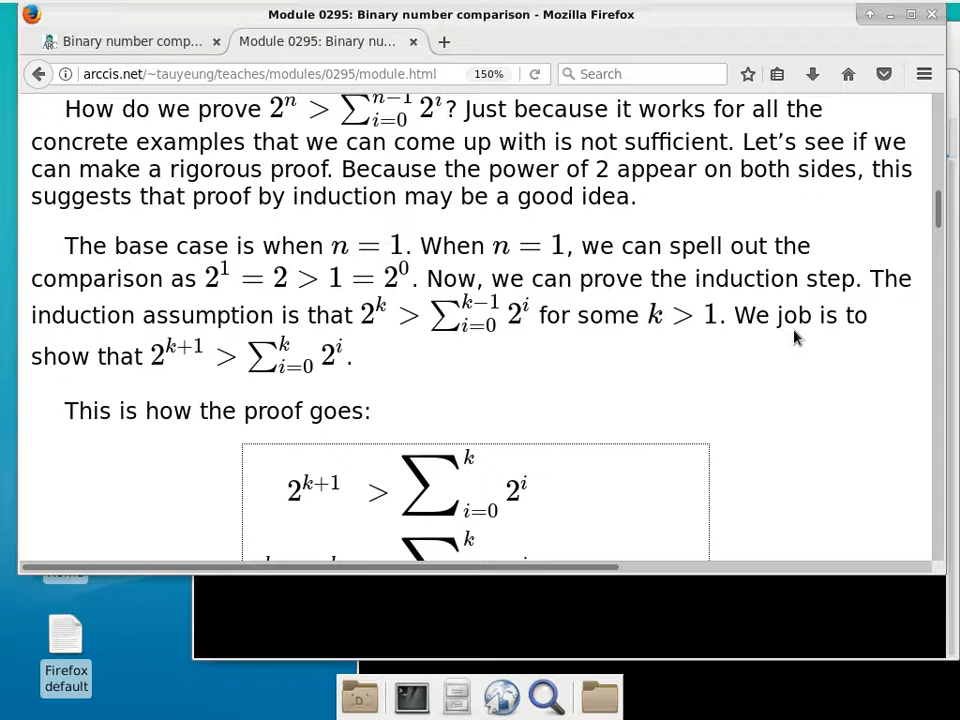 Module 0295: Binary number comparison - Mozilla Firefox
Binary number comp... × Module 0295: Binary nu... × +
arccis.net/~tauyeung/teaches/modules/0295/module.html 150% Search
How do we prove 2^n > ∑_{i=0}^{n−1} 2^i? Just because it works for all the
concrete examples that we can come up with is not sufficient. Let’s see if we
can make a rigorous proof. Because the power of 2 appear on both sides, this
suggests that proof by induction may be a good idea.
The base case is when n = 1. When n = 1, we can spell out the
comparison as 2^1 = 2 > 1 = 2^0. Now, we can prove the induction step. The
induction assumption is that 2^k > ∑_{i=0}^{k−1} 2^i for some k > 1. We job is to
show that 2^{k+1} > ∑_{i=0}^{k} 2^i.
This is how the proof goes:
2^{k+1} > ∑_{i=0}^{k} 2^i
Firefox
default